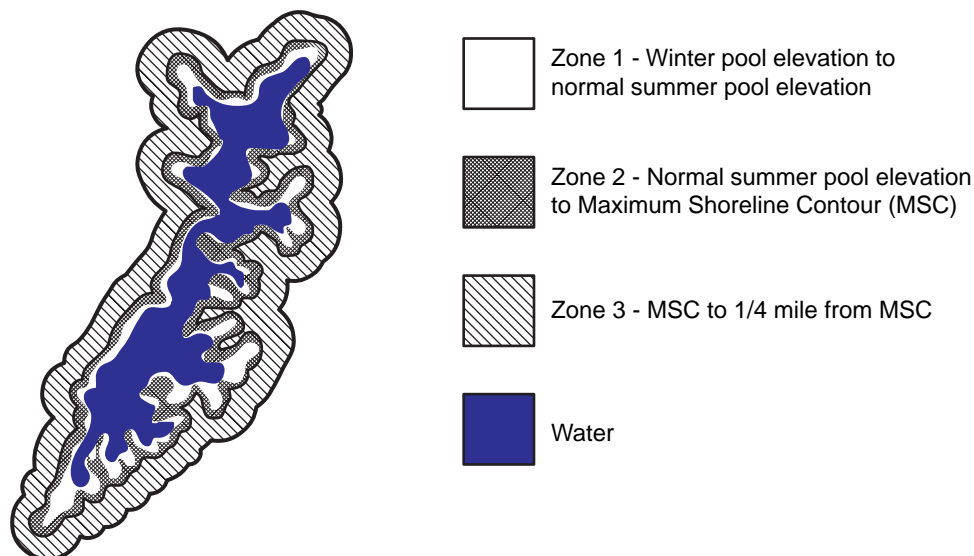 Zone 1 - Winter pool elevation to
normal summer pool elevation
Zone 2 - Normal summer pool elevation
to Maximum Shoreline Contour (MSC)
Zone 3 - MSC to 1/4 mile from MSC
Water